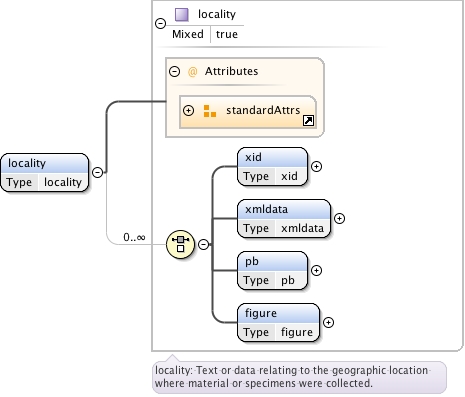 locality
Mixed true
@ Attributes
standardAttrs
locality
Type locality
0..∞
xid
Type xid
xmldata
Type xmldata
pb
Type pb
figure
Type figure
locality: Text or data relating to the geographic location
where material or specimens were collected.